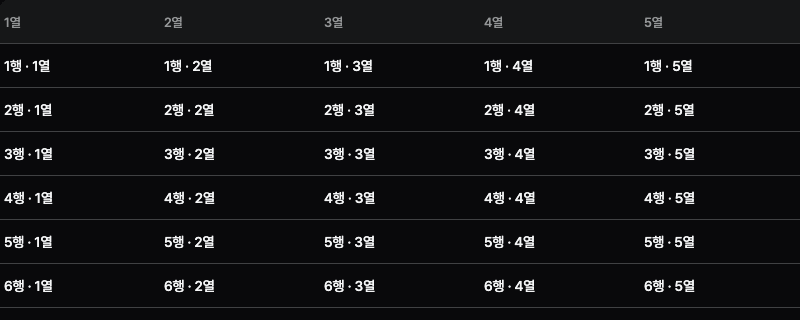 1열 2열 3열 4열 5열
1행 · 1열 1행 · 2열 1행 · 3열 1행 · 4열 1행 · 5열
2행 · 1열 2행 · 2열 2행 · 3열 2행 · 4열 2행 · 5열
3행 · 1열 3행 · 2열 3행 · 3열 3행 · 4열 3행 · 5열
4행 · 1열 4행 · 2열 4행 · 3열 4행 · 4열 4행 · 5열
5행 · 1열 5행 · 2열 5행 · 3열 5행 · 4열 5행 · 5열
6행 · 1열 6행 · 2열 6행 · 3열 6행 · 4열 6행 · 5열